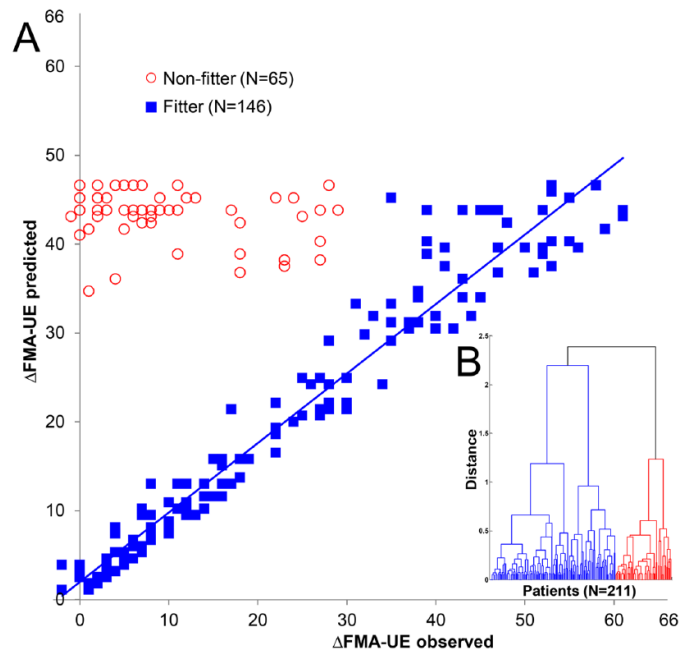 66
A
60
Non-fitter (N=65)
Fitter (N=146)
50
40
30
20
10
0
ΔFMA-UE predicted
0
10
20
30
40
50
60
66
ΔFMA-UE observed
B
2.5
2
1.5
1
0.5
0
Distance
Patients (N=211)